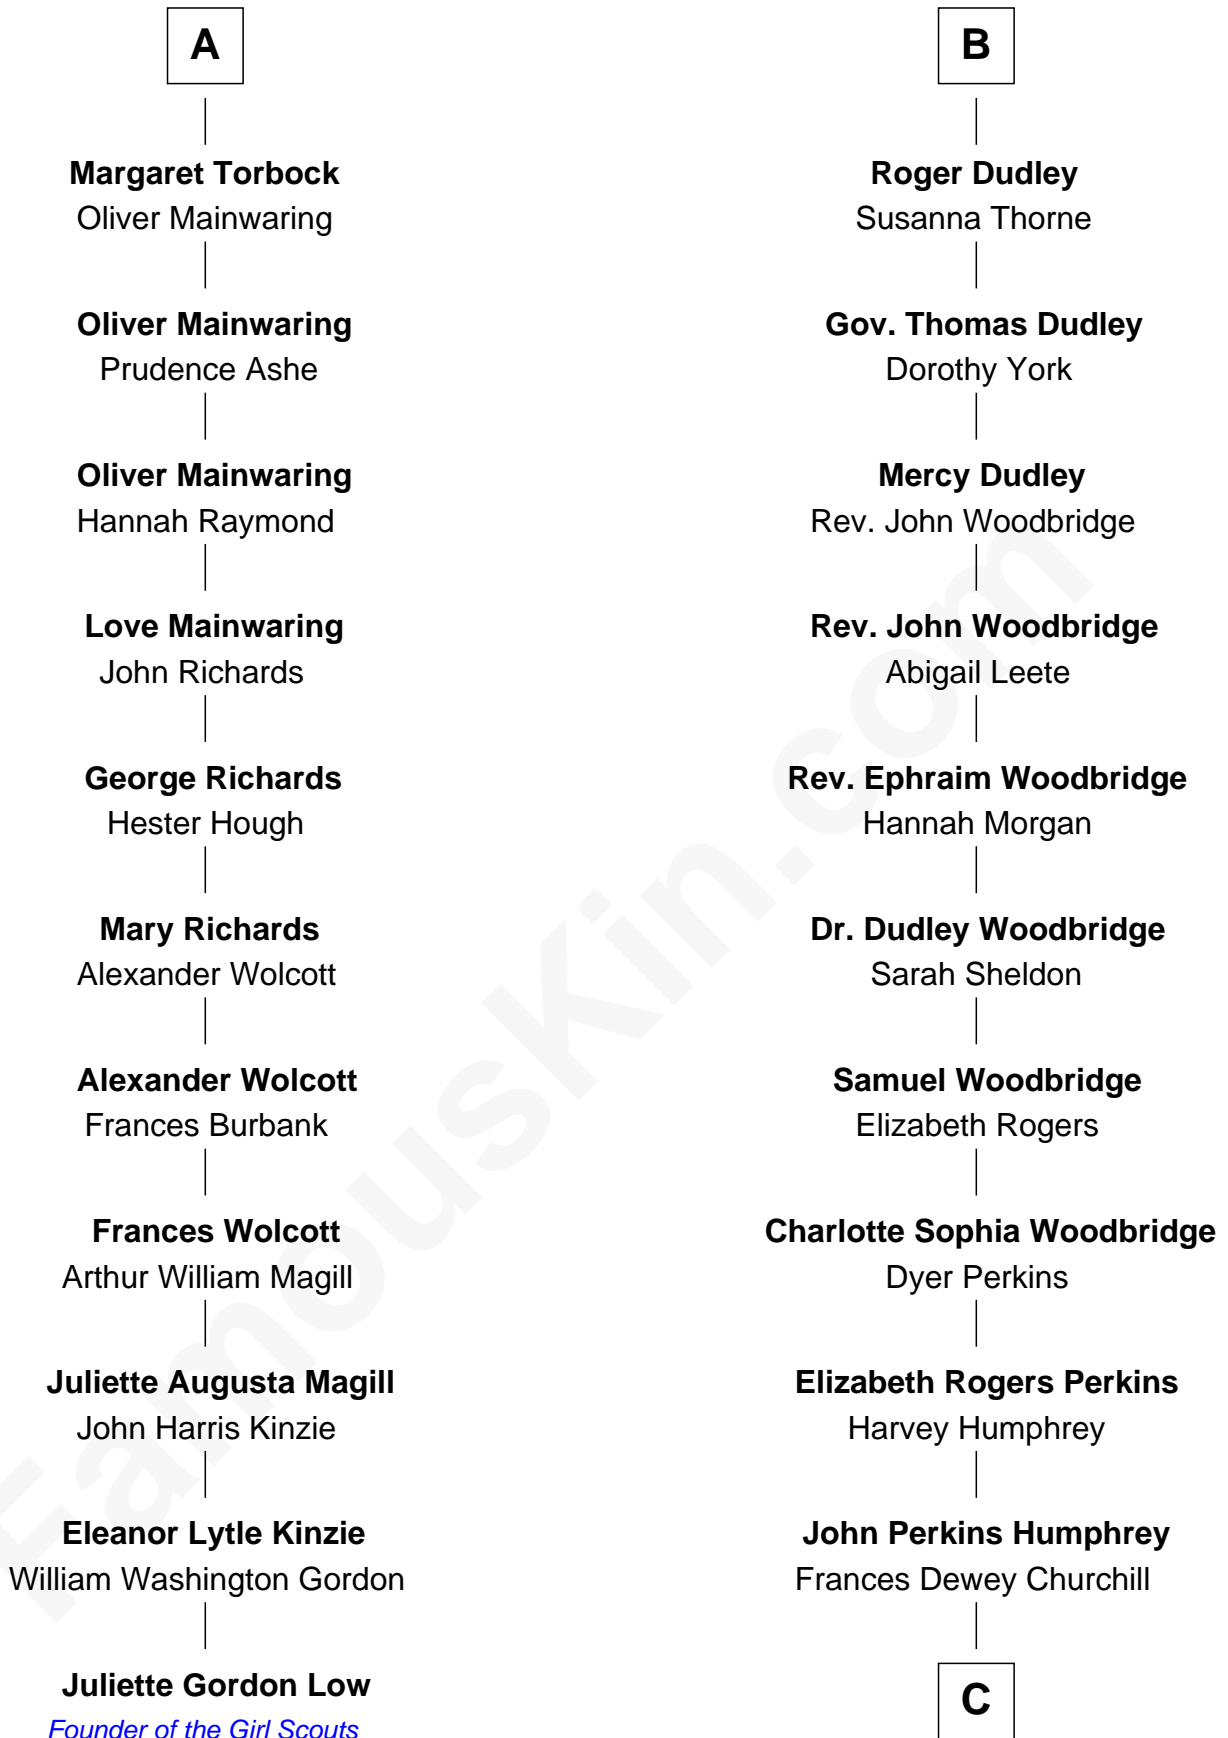 A
Margaret Torbock
Oliver Mainwaring
Oliver Mainwaring
Prudence Ashe
Oliver Mainwaring
Hannah Raymond
Love Mainwaring
John Richards
George Richards
Hester Hough
Mary Richards
Alexander Wolcott
Alexander Wolcott
Frances Burbank
Frances Wolcott
Arthur William Magill
Juliette Augusta Magill
John Harris Kinzie
Eleanor Lytle Kinzie
William Washington Gordon
Juliette Gordon Low
Founder of the Girl Scouts
B
Roger Dudley
Susanna Thorne
Gov. Thomas Dudley
Dorothy York
Mercy Dudley
Rev. John Woodbridge
Rev. John Woodbridge
Abigail Leete
Rev. Ephraim Woodbridge
Hannah Morgan
Dr. Dudley Woodbridge
Sarah Sheldon
Samuel Woodbridge
Elizabeth Rogers
Charlotte Sophia Woodbridge
Dyer Perkins
Elizabeth Rogers Perkins
Harvey Humphrey
John Perkins Humphrey
Frances Dewey Churchill
C
FamousKin.com